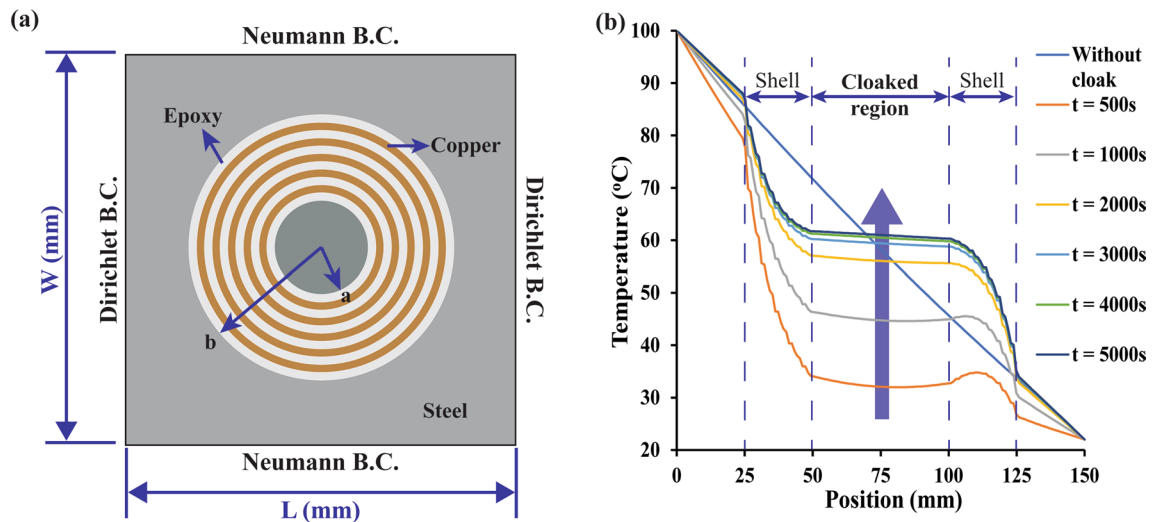 (a)
Neumann B.C.
Epoxy
Copper
Dirichlet B.C.
W (mm)
a
b
Dirichlet B.C.
Steel
Neumann B.C.
L (mm)
(b)
100
90
80
70
60
50
40
30
20
Temperature (°C)
Shell
Cloaked
region
Shell
0
25
50
75
100
125
150
Position (mm)
Without
cloak
t = 500s
t = 1000s
t = 2000s
t = 3000s
t = 4000s
t = 5000s